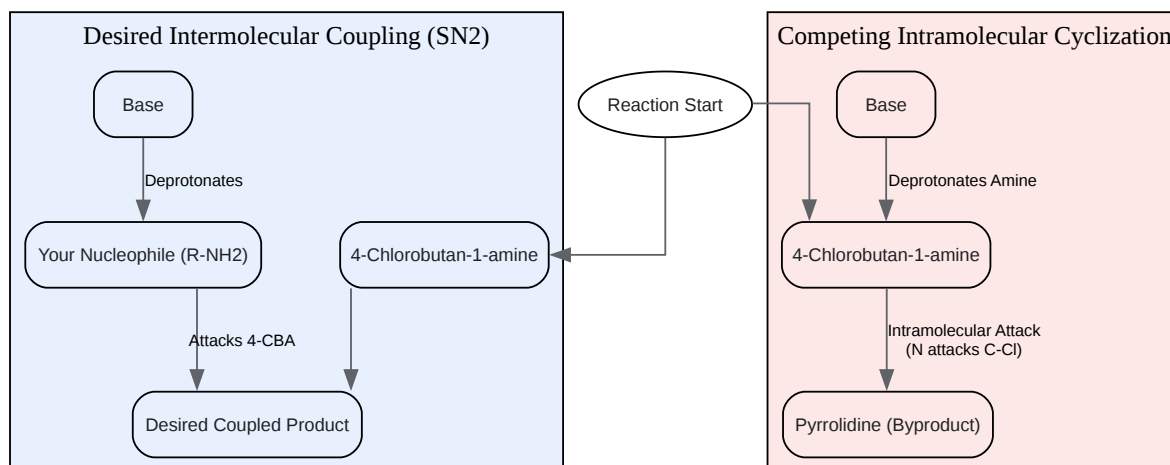 Desired Intermolecular Coupling (SN2)
Base
Deprotonates
Your Nucleophile (R-NH2)
4-Chlorobutan-1-amine
Attacks 4-CBA
Desired Coupled Product
Reaction Start
Competing Intramolecular Cyclization
Base
Deprotonates Amine
4-Chlorobutan-1-amine
Intramolecular Attack
(N attacks C-Cl)
Pyrrolidine (Byproduct)